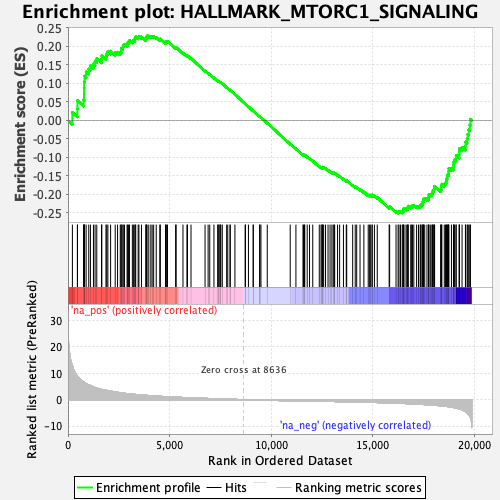 Enrichment plot: HALLMARK_MTORC1_SIGNALING
Enrichment score (ES)
0.25
0.20
0.15
0.10
0.05
0.00
-0.05
-0.10
-0.15
-0.20
-0.25
'na_pos' (positively correlated)
Ranked list metric (PreRanked)
30
20
10
0
-10
Zero cross at 8636
'na_neg' (negatively correlated)
0
5,000
10,000
15,000
20,000
Rank in Ordered Dataset
Enrichment profile
Hits
Ranking metric scores